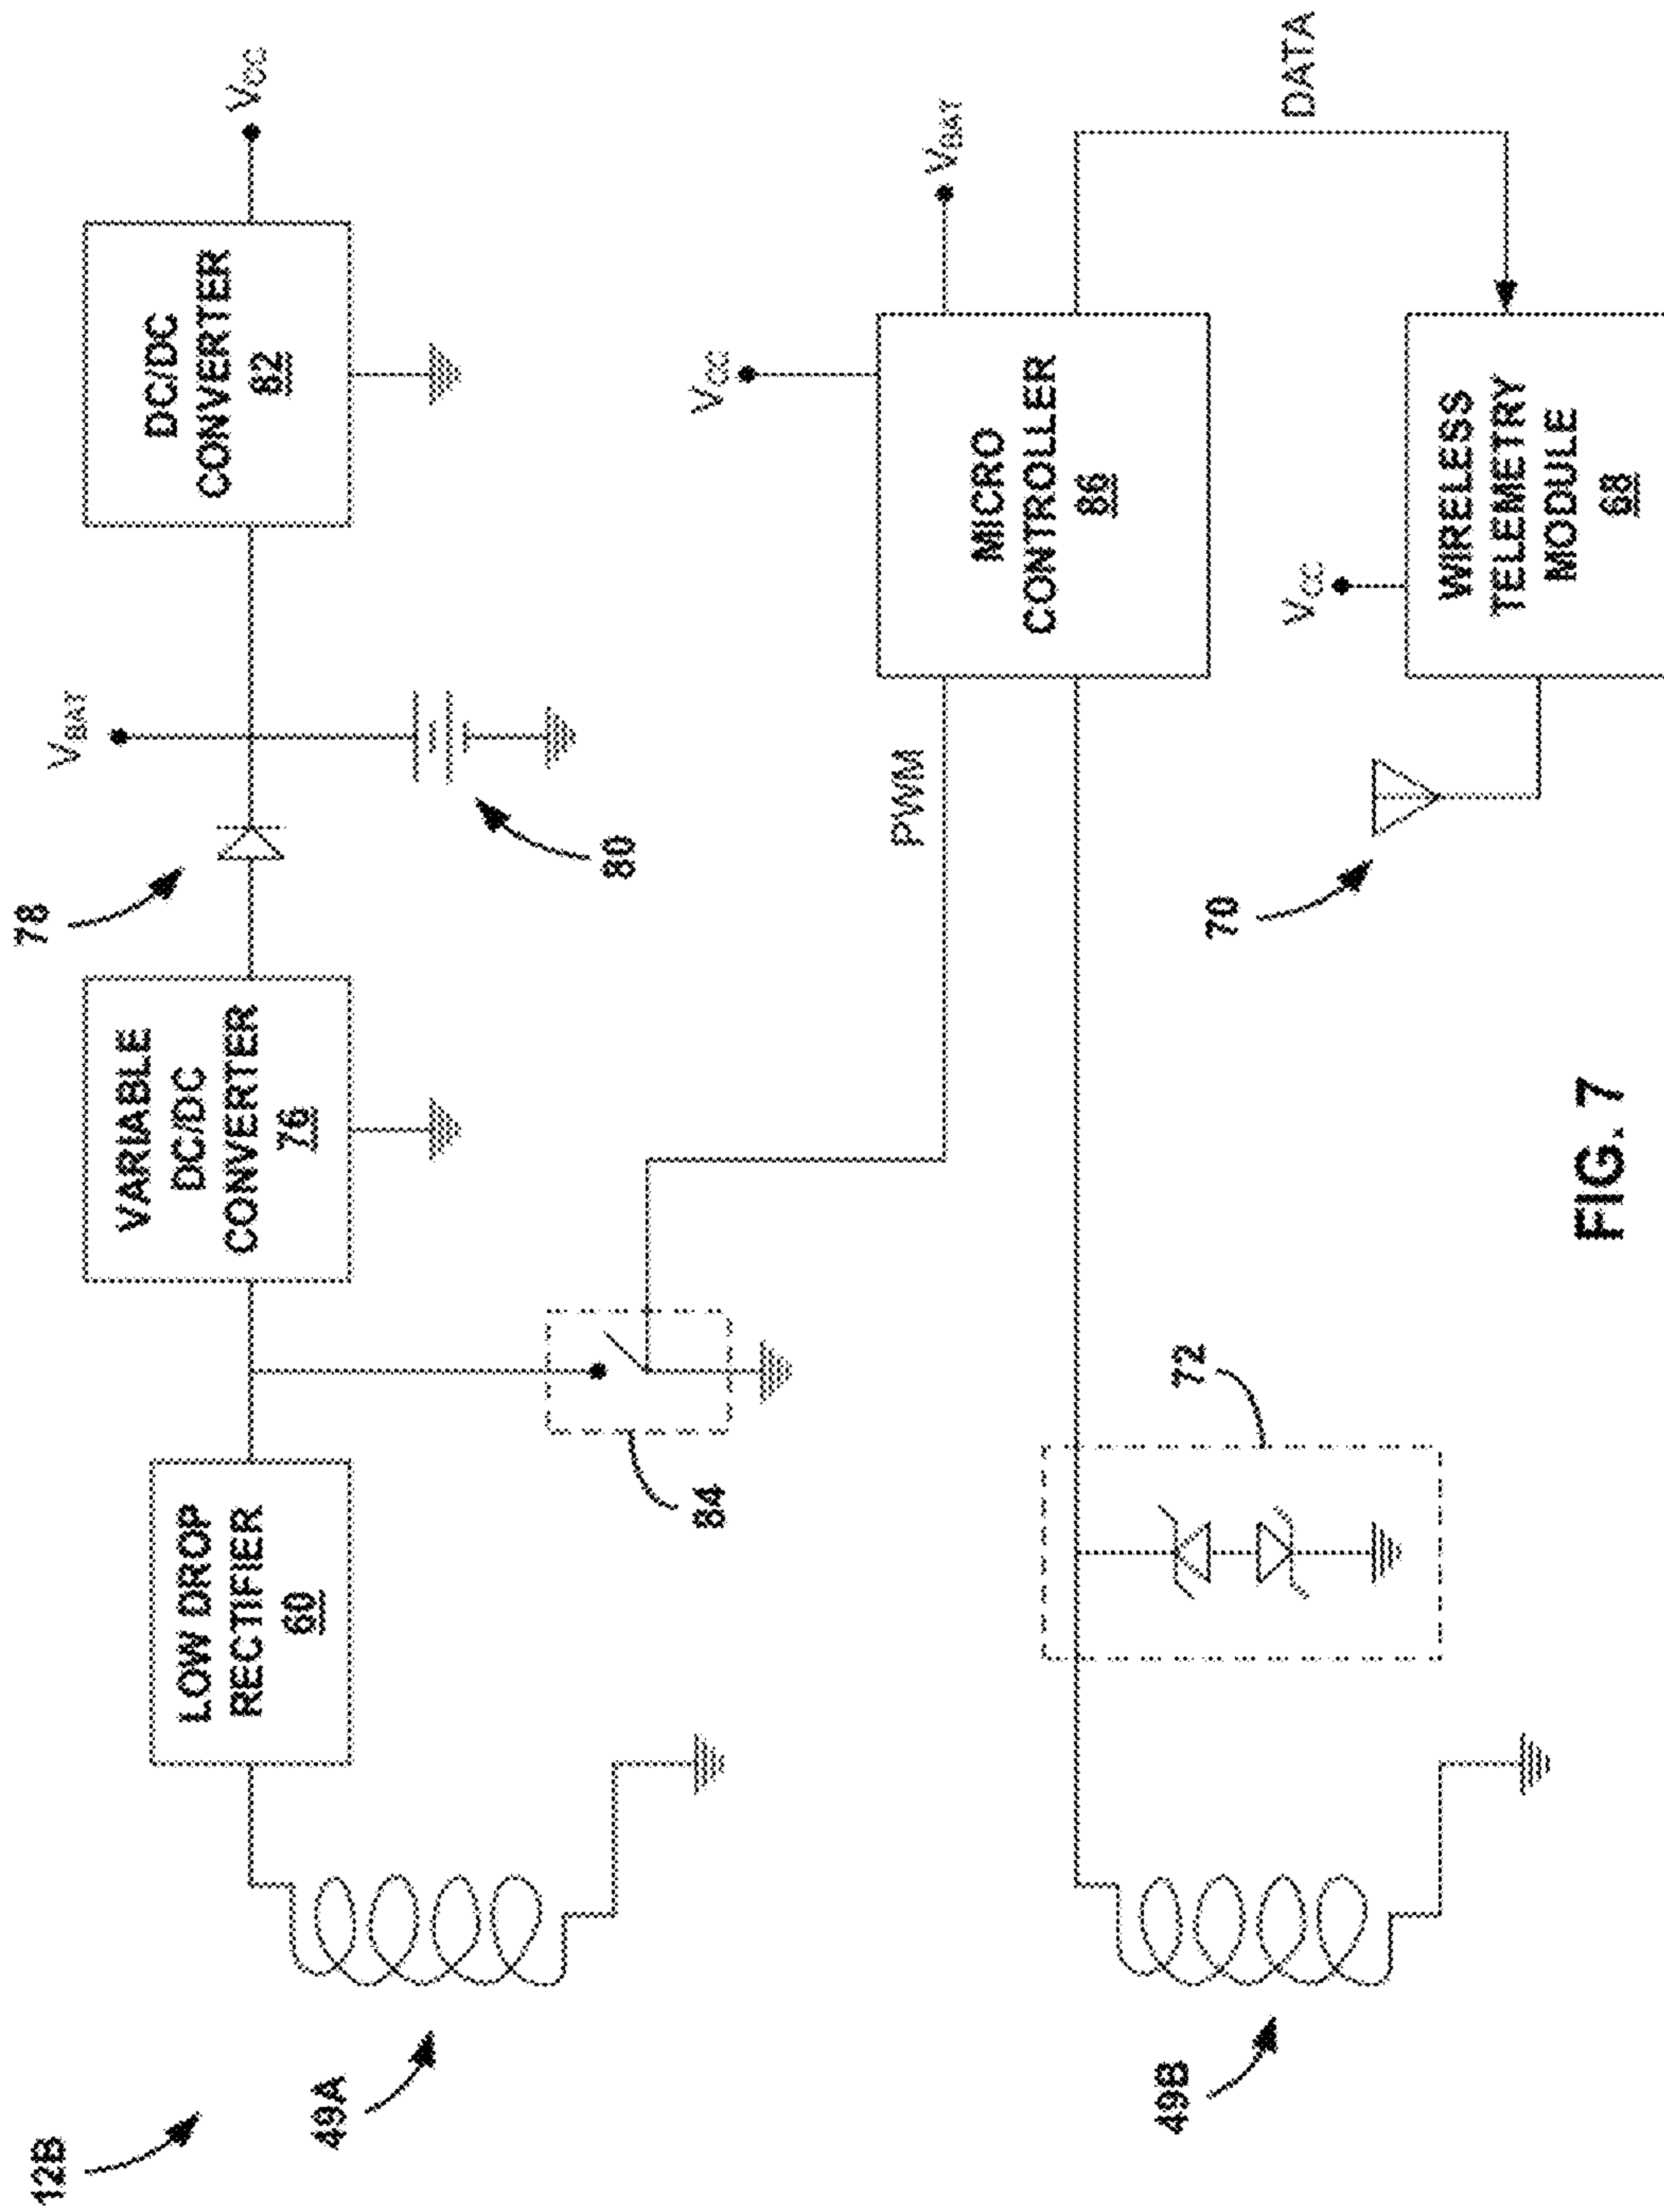 12B
49A
LOW DROP
RECTIFIER
60
84
VARIABLE
DC/DC
CONVERTER
76
78
VBAT
80
DC/DC
CONVERTER
82
VCC
49B
72
PWM
VCC
MICRO
CONTROLLER
86
VBAT
DATA
70
VCC
WIRELESS
TELEMETRY
MODULE
68
FIG. 7